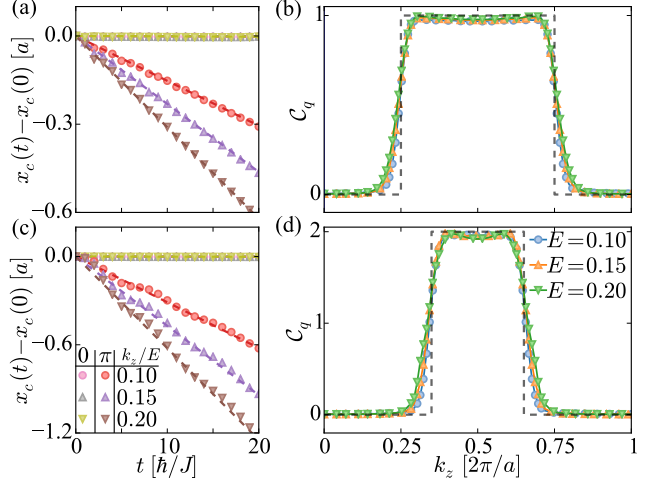 (a)
0.0
−0.3
−0.6
x_c(t)−x_c(0) [a]
(b)
1
0
C_q
(c)
0.0
−0.6
−1.2
x_c(t)−x_c(0) [a]
0 π k_z/E
0.10
0.15
0.20
0 10 20
t [ħ/J]
(d)
2
1
0
C_q
E=0.10
E=0.15
E=0.20
0 0.25 0.50 0.75 1
k_z [2π/a]